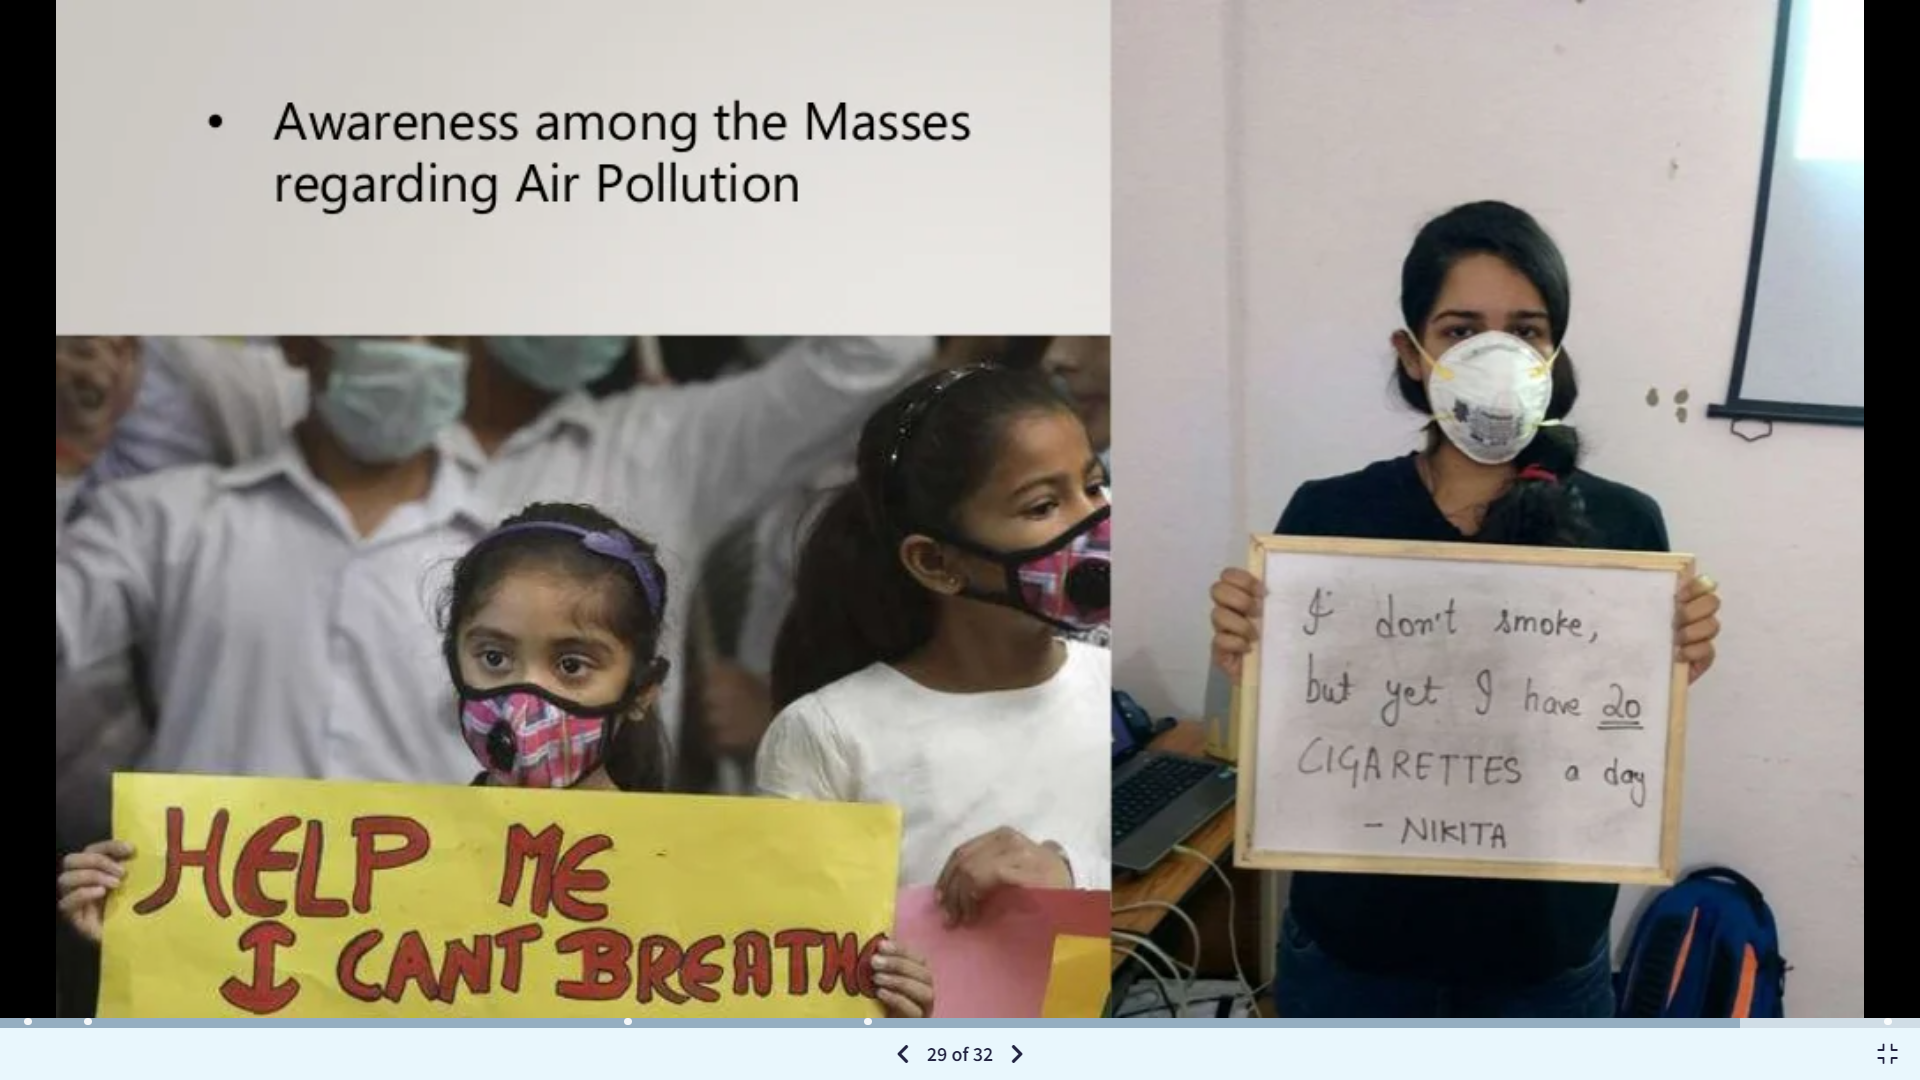 • Awareness among the Masses
regarding Air Pollution
HELP ME
I CANT BREATHE
I don't smoke,
but yet I have 20
CIGARETTES a day
- NIKITA
29 of 32